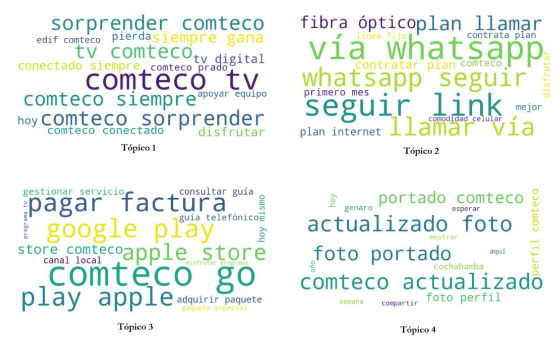 sorprender comteco
edif comteco
pierda
siempre gana
tv comteco
tv digital
conectado siempre
comteco prado
comteco tv
comteco siempre
apoyar equipo
hoy
comteco sorprender
comteco conectado
disfrutar
Tópico 1
fibra óptico
plan llamar
línea fijo
contrata plan
vía whatsapp
contratar plan
comteco
disfrutar
whatsapp seguir
primero mes
seguir link
mejor
comodidad celular
plan internet
llamar vía
Tópico 2
gestionar servicio
consultar guía
pagar factura
programa tv
google play
guía telefónico
hoy mismo
store comteco
apple store
canal local
disfrutar programa
comteco go
play apple
adquirir paquete
paquete especial
Tópico 3
hoy
portado comteco
genaro
esperar
perfil comteco
actualizado foto
mostrar
foto portado
aquí
cochabamba
año
comteco actualizado
semana
compartir
foto perfil
Tópico 4